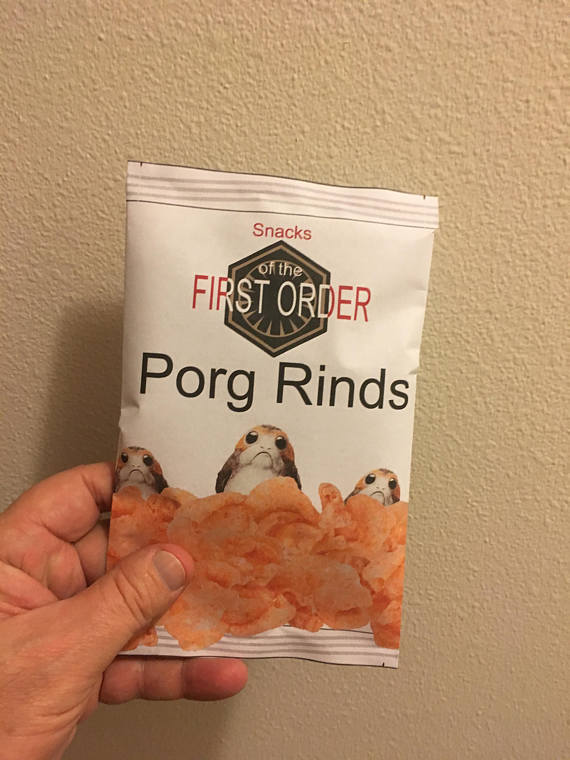 Snacks
of the
FIRST ORDER
Porg Rinds